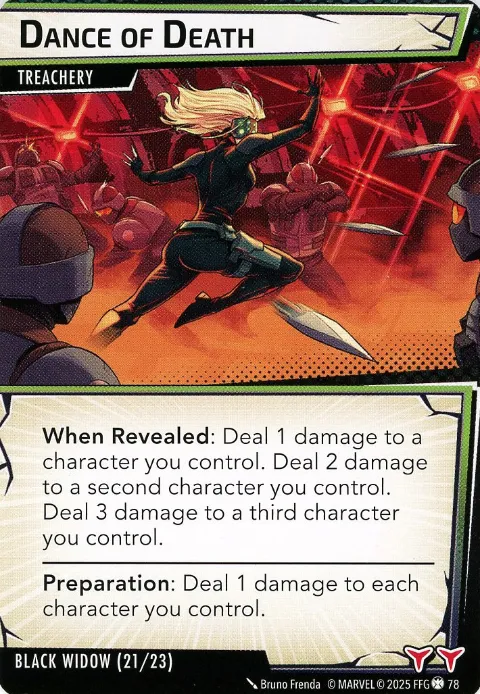 DANCE OF DEATH
TREACHERY
When Revealed: Deal 1 damage to a
character you control. Deal 2 damage
to a second character you control.
Deal 3 damage to a third character
you control.
Preparation: Deal 1 damage to each
character you control.
BLACK WIDOW (21/23)
Bruno Frenda © MARVEL © 2025 FFG 78